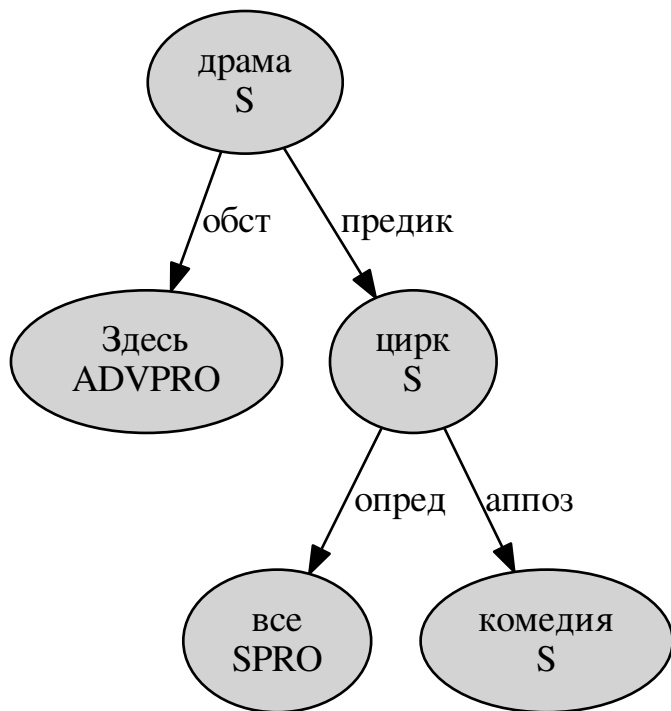 драма
S
обст
предик
Здесь
ADVPRO
цирк
S
опред
аппоз
все
SPRO
комедия
S